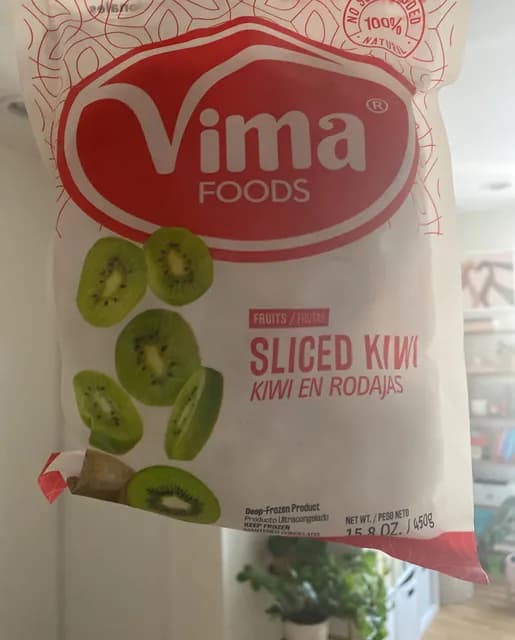 100%
NATURAL
Vima®
FOODS
FRUITS / FRUTAS
SLICED KIWI
KIWI EN RODAJAS
Deep-Frozen Product
Producto Ultracongelado
KEEP FROZEN
NET WT. / PESO NETO
15.8 OZ. / 450g